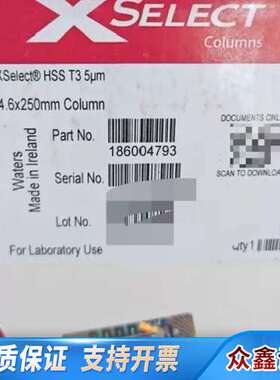 XSELECT
Columns
XSelect® HSS T3 5µm
4.6x250mm Column
DOCUMENTS ONL
Part No.
186004793
Serial No.
SCAN TO DOWNLOA
Lot No.
Waters
Made in Ireland
For Laboratory Use
Qty 1
质保证 支持开票
众鑫